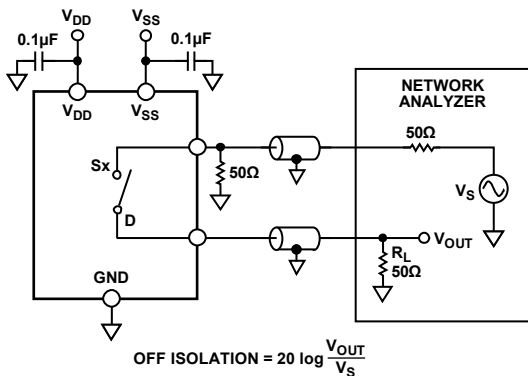 V_DD V_SS
0.1µF 0.1µF
V_DD V_SS
NETWORK
ANALYZER
50Ω
Sx
50Ω
V_S
D
V_OUT
R_L
50Ω
GND
OFF ISOLATION = 20 log V_OUT
V_S